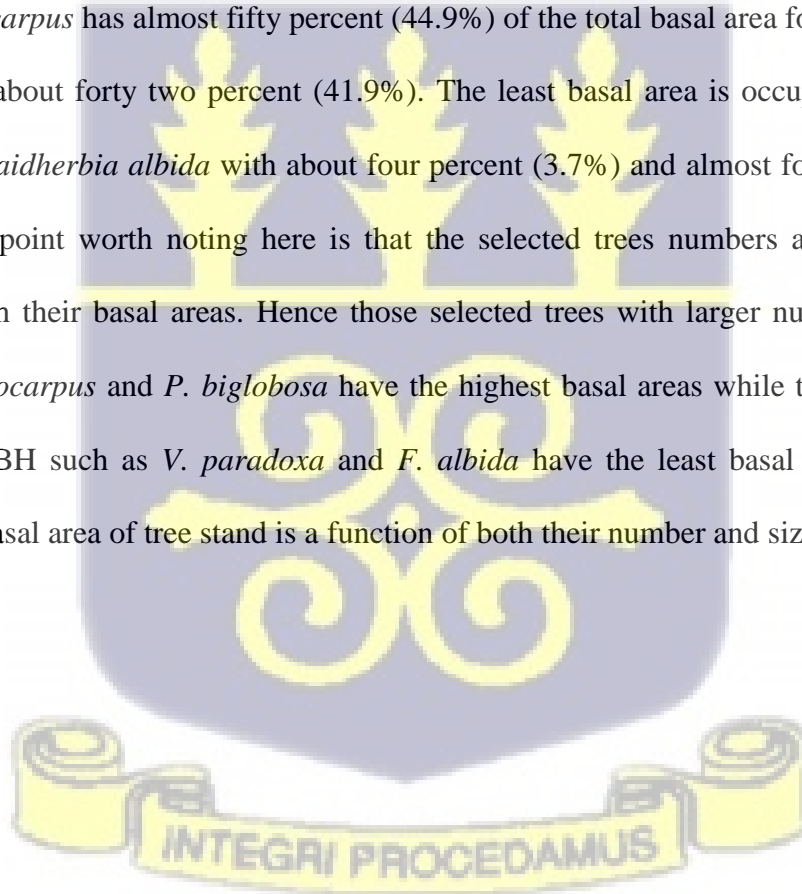 carpus has almost fifty percent (44.9%) of the total basal area fo
about forty two percent (41.9%). The least basal area is occu
aidherbia albida with about four percent (3.7%) and almost fo
point worth noting here is that the selected trees numbers a
n their basal areas. Hence those selected trees with larger nu
ocarpus and P. biglobosa have the highest basal areas while t
BH such as V. paradoxa and F. albida have the least basal
asal area of tree stand is a function of both their number and siz
INTEGRI PROCEDAMUS